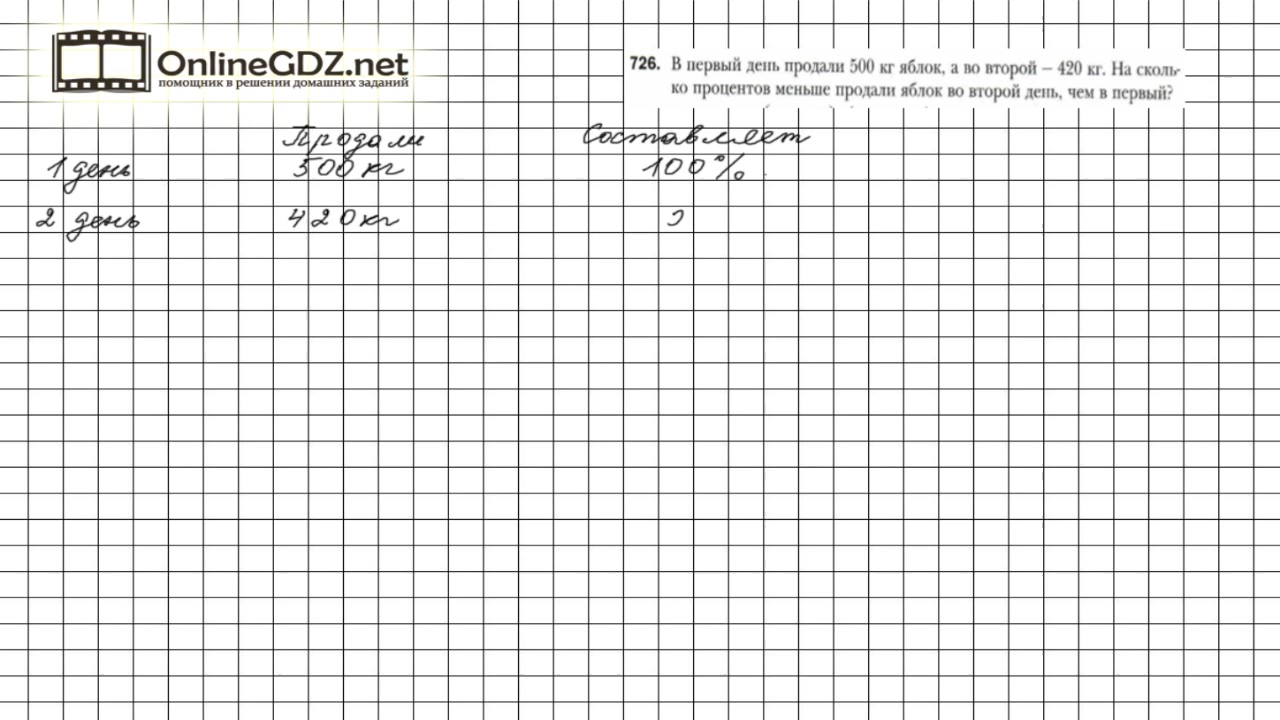 OnlineGDZ.net
помощник в решении домашних заданий
726. В первый день продали 500 кг яблок, а во второй – 420 кг. На сколь-
ко процентов меньше продали яблок во второй день, чем в первый?
Продали Составляет
1 день 500 кг 100%
2 день 420 кг